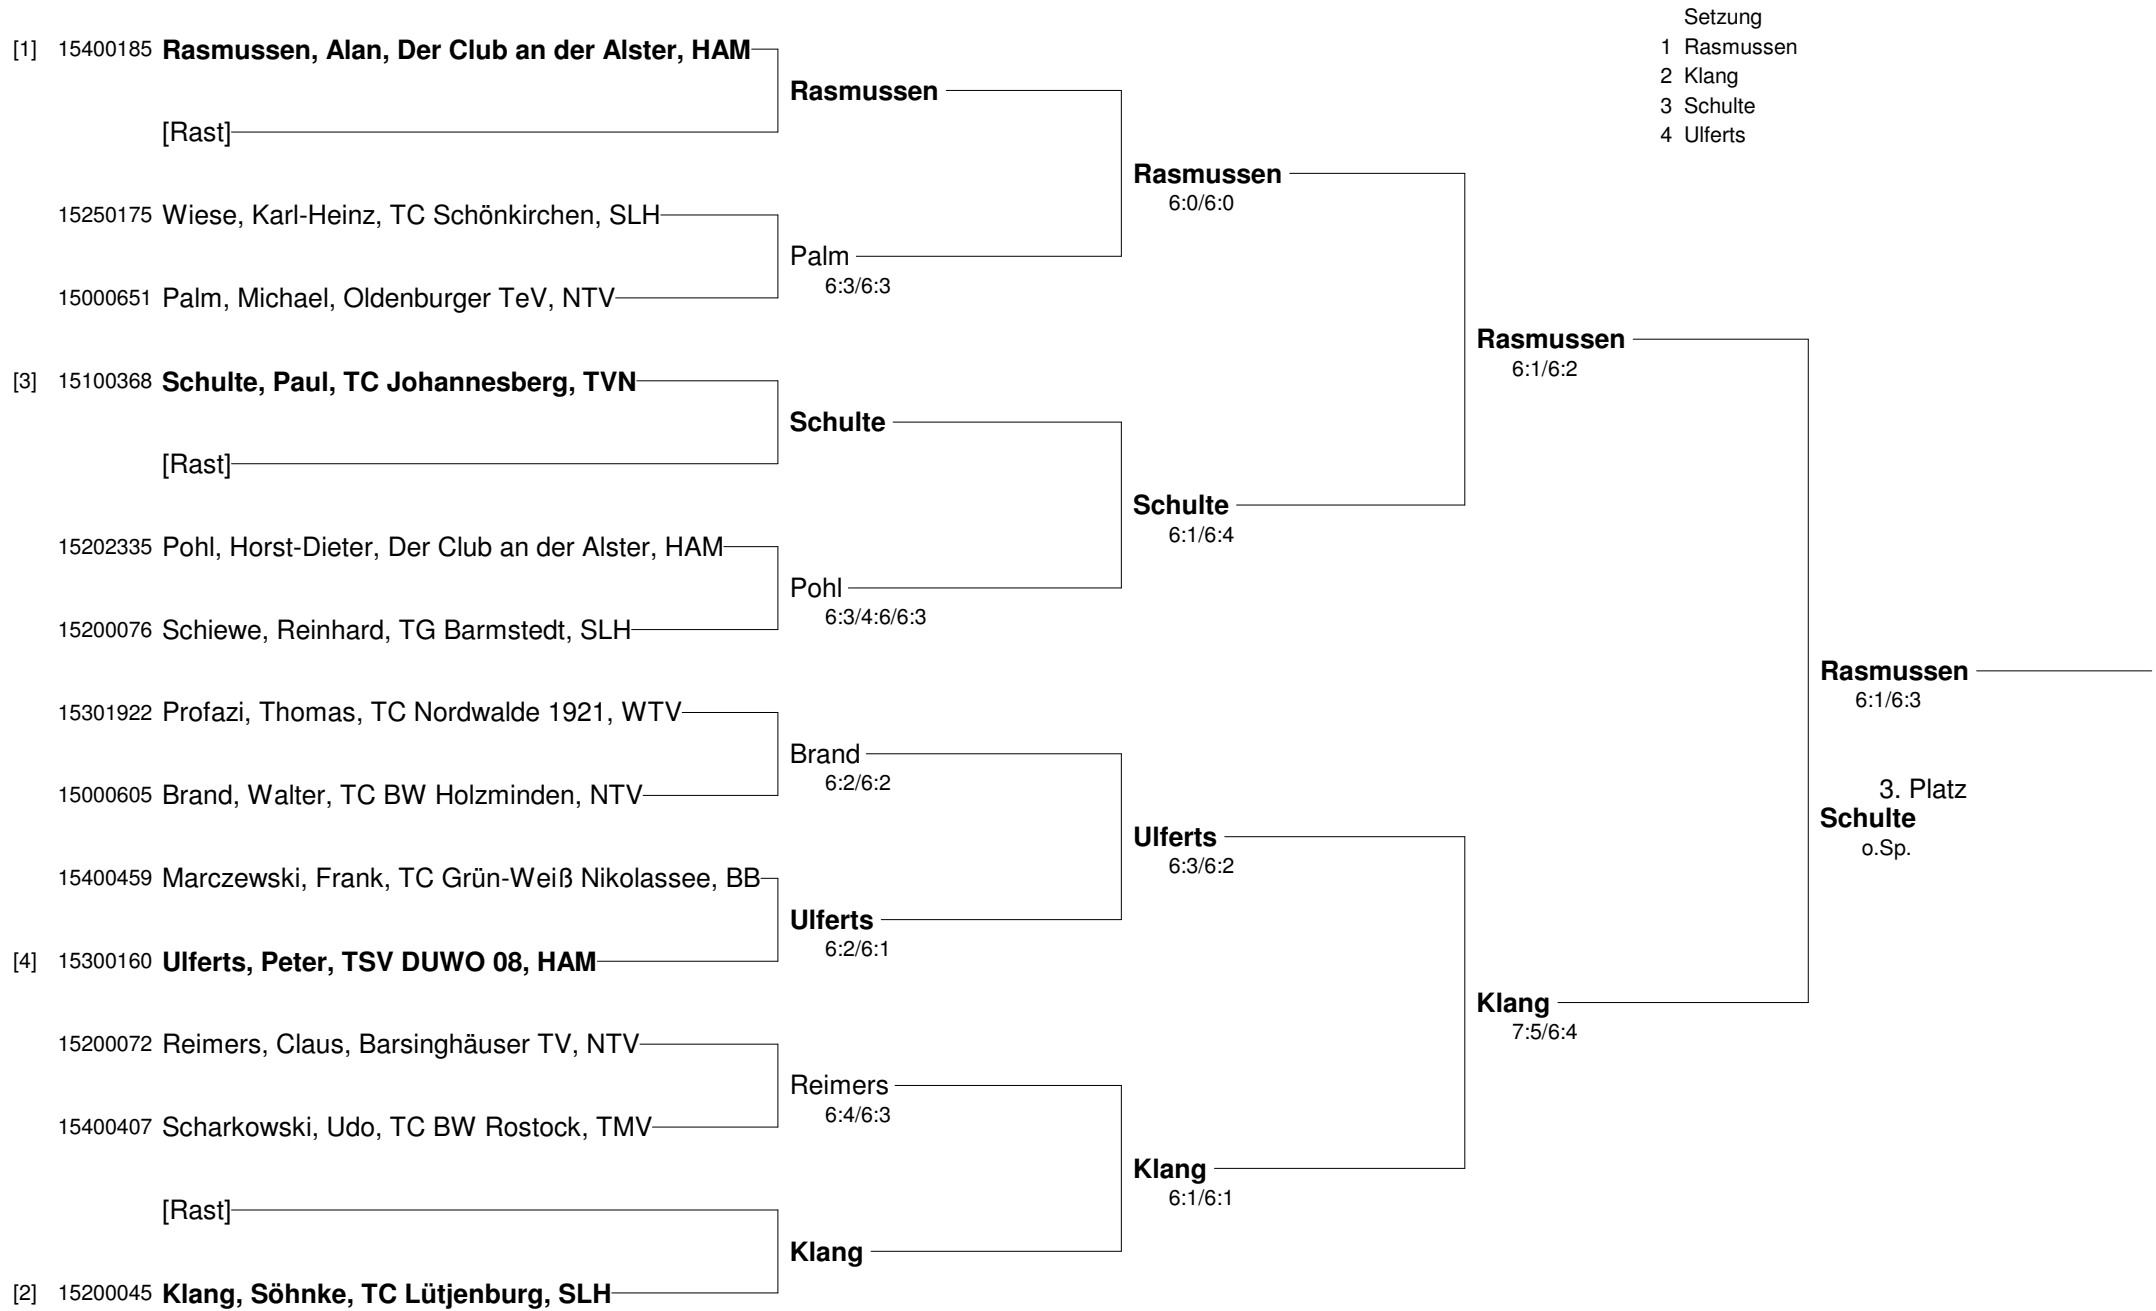 Setzung
1 Rasmussen
2 Klang
3 Schulte
4 Ulferts
[1] 15400185 Rasmussen, Alan, Der Club an der Alster, HAM
Rasmussen
[Rast]
Rasmussen
6:0/6:0
15250175 Wiese, Karl-Heinz, TC Schönkirchen, SLH
Palm
6:3/6:3
15000651 Palm, Michael, Oldenburger TeV, NTV
Rasmussen
6:1/6:2
[3] 15100368 Schulte, Paul, TC Johannesberg, TVN
Schulte
[Rast]
Schulte
6:1/6:4
15202335 Pohl, Horst-Dieter, Der Club an der Alster, HAM
Pohl
6:3/4:6/6:3
15200076 Schiewe, Reinhard, TG Barmstedt, SLH
Rasmussen
6:1/6:3
15301922 Profazi, Thomas, TC Nordwalde 1921, WTV
Brand
6:2/6:2
15000605 Brand, Walter, TC BW Holzminden, NTV
3. Platz
Schulte
o.Sp.
Ulferts
6:3/6:2
15400459 Marczewski, Frank, TC Grün-Weiß Nikolassee, BB
Ulferts
6:2/6:1
[4] 15300160 Ulferts, Peter, TSV DUWO 08, HAM
Klang
7:5/6:4
15200072 Reimers, Claus, Barsinghäuser TV, NTV
Reimers
6:4/6:3
15400407 Scharkowski, Udo, TC BW Rostock, TMV
Klang
6:1/6:1
[Rast]
Klang
[2] 15200045 Klang, Söhnke, TC Lütjenburg, SLH